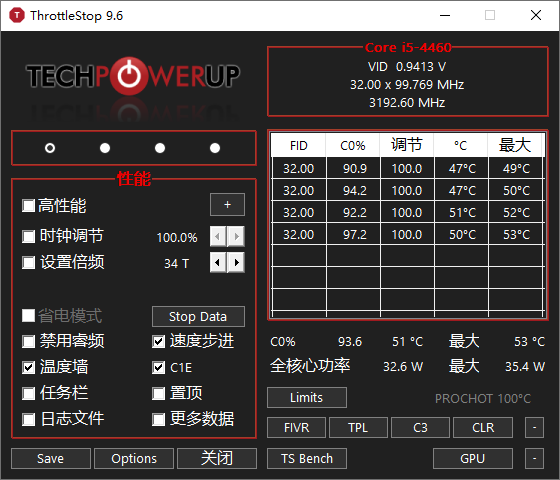 ThrottleStop 9.6
TECHPOWERUP
Core i5-4460
VID 0.9413 V
32.00 x 99.769 MHz
3192.60 MHz
性能
高性能 +
时钟调节 100.0%
设置倍频 34 T
省电模式 Stop Data
禁用睿频 速度步进
温度墙 C1E
任务栏 置顶
日志文件 更多数据
Save Options 关闭
FID C0% 调节 °C 最大
32.00 90.9 100.0 47°C 49°C
32.00 94.2 100.0 47°C 50°C
32.00 92.2 100.0 51°C 52°C
32.00 97.2 100.0 50°C 53°C
C0% 93.6 51 °C 最大 53 °C
全核心功率 32.6 W 最大 35.4 W
Limits PROCHOT 100°C
FIVR TPL C3 CLR -
TS Bench GPU -